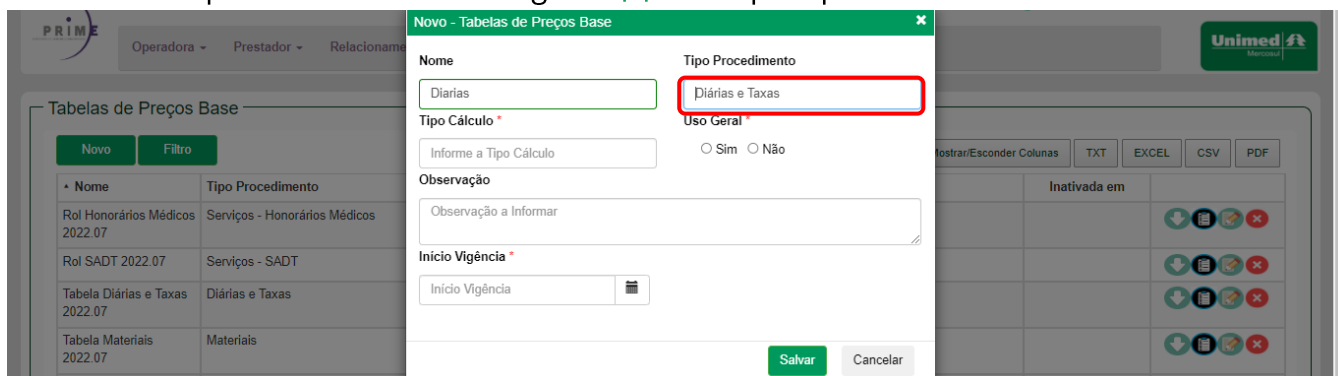 PRIME
Operadora Prestador Relacioname
Unimed
Mercosul
Novo - Tabelas de Preços Base
Nome Tipo Procedimento
Diarias Diárias e Taxas
Tipo Cálculo * Uso Geral *
Informe a Tipo Cálculo Sim Não
Observação
Observação a Informar
Início Vigência *
Início Vigência
Salvar Cancelar
Tabelas de Preços Base
Novo Filtro Mostrar/Esconder Colunas TXT EXCEL CSV PDF
Nome Tipo Procedimento Inativada em
Rol Honorários Médicos Serviços - Honorários Médicos
2022.07
Rol SADT 2022.07 Serviços - SADT
Tabela Diárias e Taxas Diárias e Taxas
2022.07
Tabela Materiais Materiais
2022.07